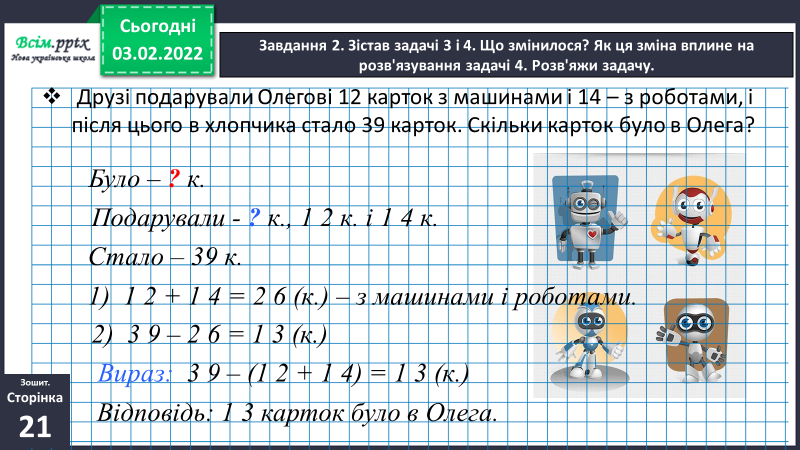 Всім.pptx
Нова українська школа
Сьогодні
03.02.2022
Завдання 2. Зістав задачі 3 і 4. Що змінилося? Як ця зміна вплине на
розв'язування задачі 4. Розв'яжи задачу.
❖ Друзі подарували Олегові 12 карток з машинами і 14 – з роботами, і
після цього в хлопчика стало 39 карток. Скільки карток було в Олега?
Було – ? к.
Подарували - ? к., 1 2 к. і 1 4 к.
Стало – 39 к.
1) 1 2 + 1 4 = 2 6 (к.) – з машинами і роботами.
2) 3 9 – 2 6 = 1 3 (к.)
Вираз: 3 9 – (1 2 + 1 4) = 1 3 (к.)
Відповідь: 1 3 карток було в Олега.
Зошит.
Сторінка
21